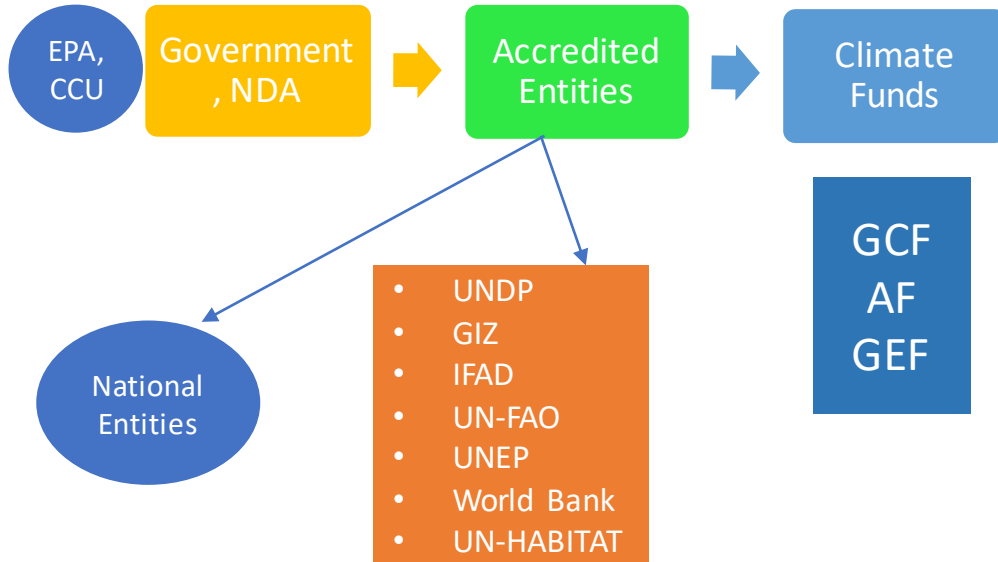 EPA,
CCU
Government
, NDA
Accredited
Entities
Climate
Funds
GCF
AF
GEF
National
Entities
• UNDP
• GIZ
• IFAD
• UN-FAO
• UNEP
• World Bank
• UN-HABITAT